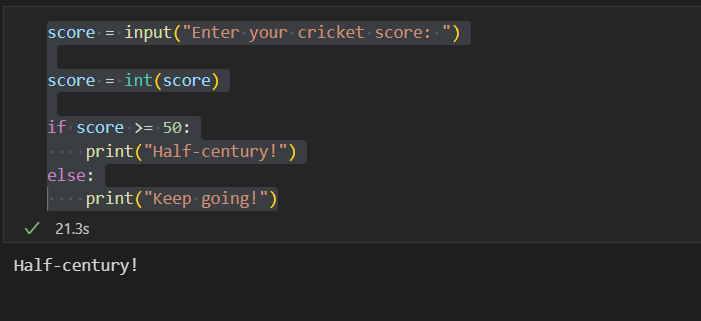 score = input("Enter your cricket score: ")
score = int(score)
if score >= 50:
    print("Half-century!")
else:
    print("Keep going!")
21.3s
Half-century!